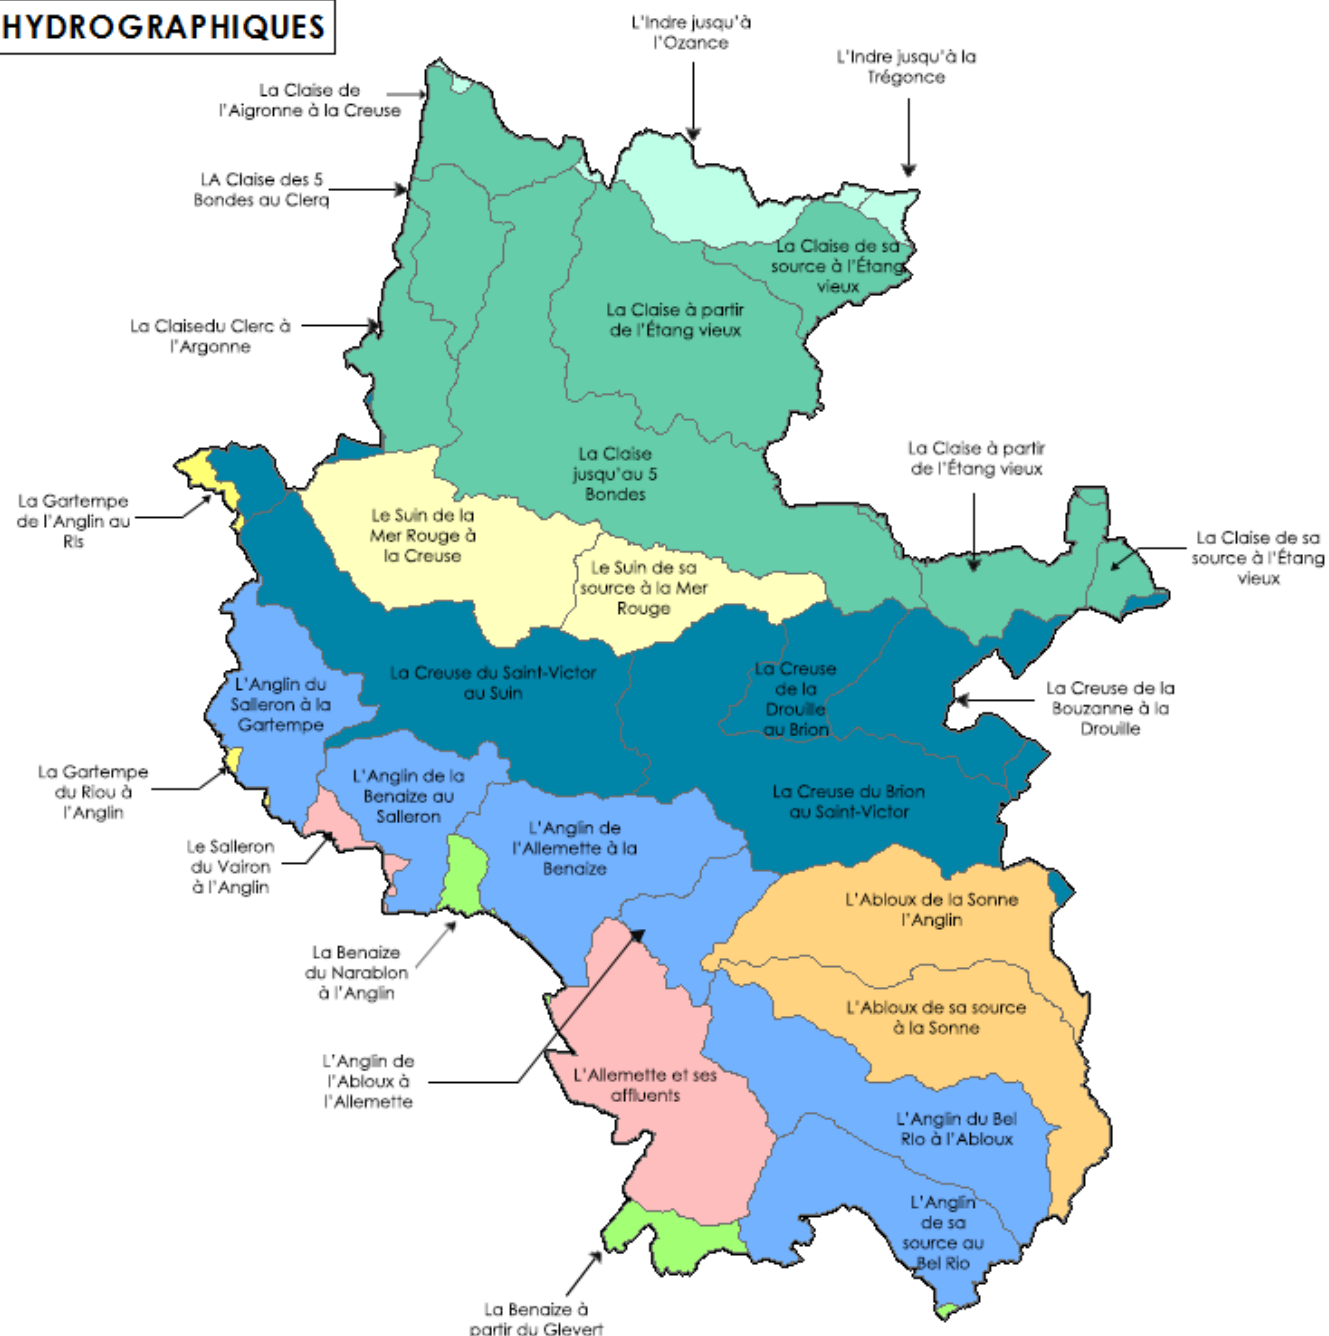 HYDROGRAPHIQUES
L'Indre jusqu'à
l'Ozance
L'Indre jusqu'à la
Trégonce
La Claise de
l'Aigronne à la Creuse
LA Claise des 5
Bondes au Clerq
La Claise de sa
source à l'Étang
vieux
La Claise à partir
de l'Étang vieux
La Claisedu Clerc à
l'Argonne
La Claise
jusqu'au 5
Bondes
La Claise à partir
de l'Étang vieux
La Gartempe
de l'Anglin au
Ris
Le Suin de la
Mer Rouge à
la Creuse
La Claise de sa
source à l'Étang
vieux
Le Suin de sa
source à la Mer
Rouge
La Creuse du Saint-Victor
au Suin
La Creuse
de la
Drouille
au Brion
La Creuse de la
Bouzanne à la
Drouille
L'Anglin du
Salleron à la
Gartempe
La Gartempe
du Riou à
l'Anglin
L'Anglin de la
Benaize au
Salleron
La Creuse du Brion
au Saint-Victor
L'Anglin de
l'Allemette à la
Benaize
Le Salleron
du Vairon
à l'Anglin
L'Abloux de la Sonne
l'Anglin
La Benaize
du Narablon
à l'Anglin
L'Abloux de sa source
à la Sonne
L'Anglin de
l'Abloux à
l'Allemette
L'Allemette et ses
affluents
L'Anglin du Bel
Rio à l'Abloux
L'Anglin
de sa
source au
Bel Rio
La Benaize à
partir du Glevert